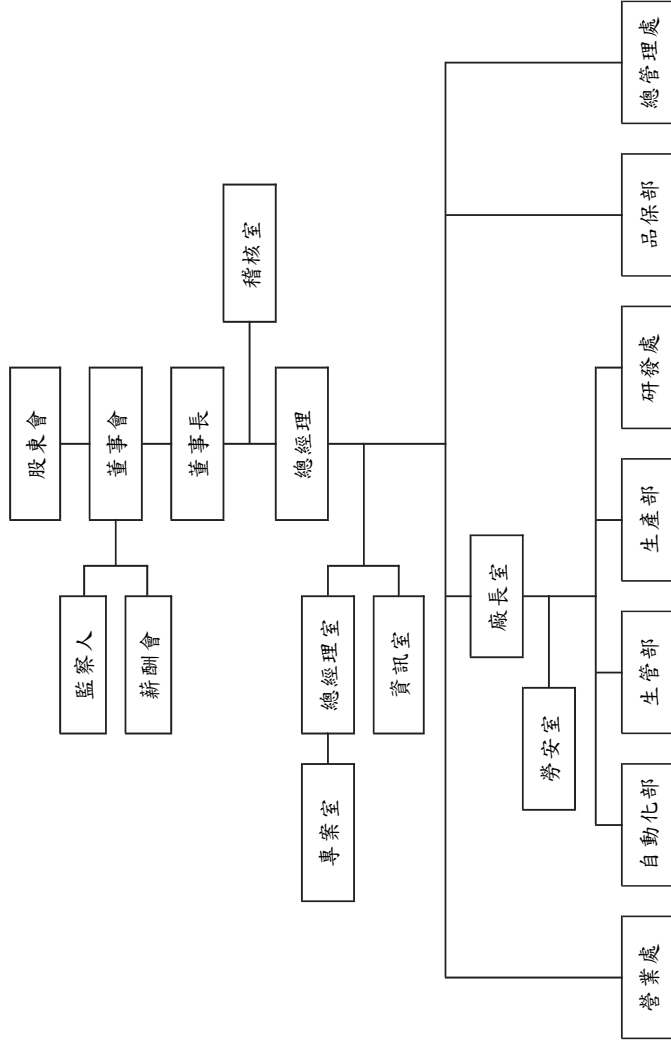 股東會
董事會
監察人
薪酬會
董事長
稽核室
總經理
總經理室
專案室
資訊室
廠長室
勞安室
營業處
自動化部
生管部
生產部
研發處
品保部
總管理處